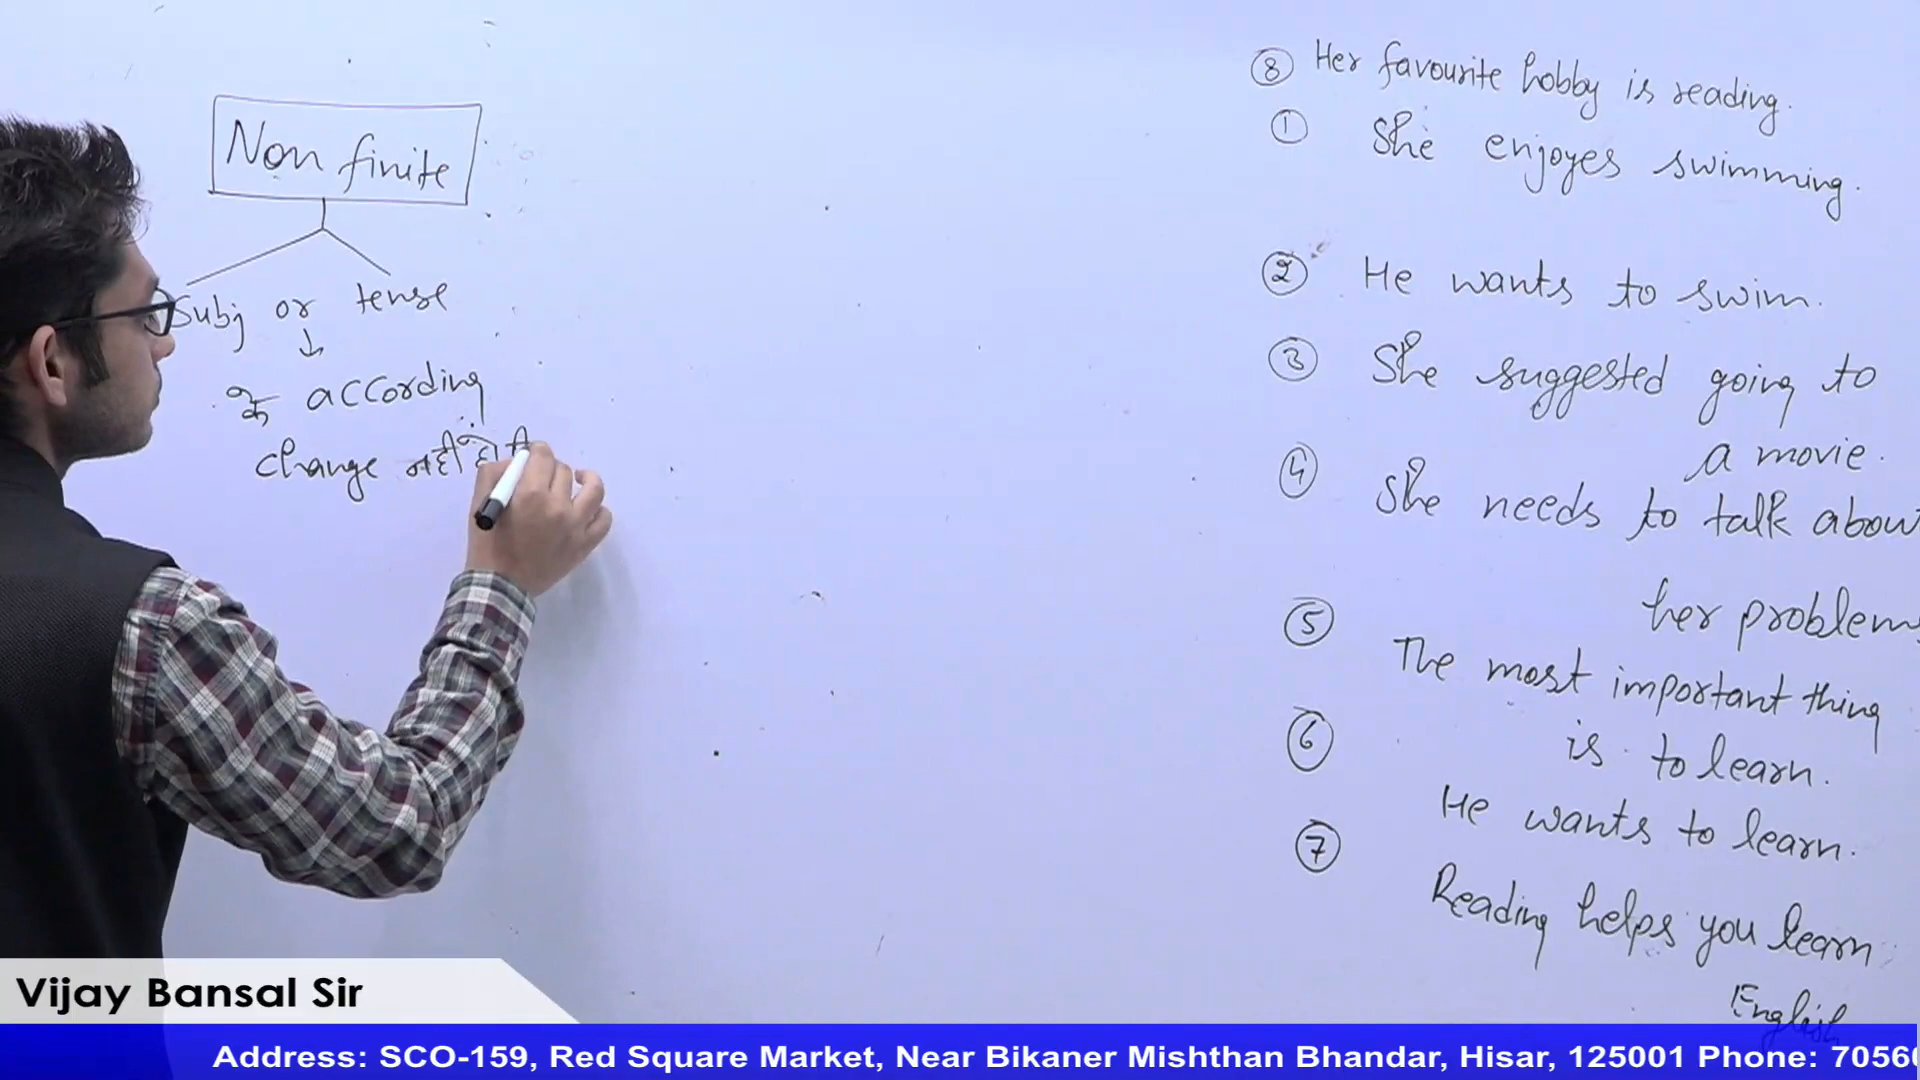 Non finite
Subj or tense
के according
change नहीं होती
⑧ Her favourite hobby is reading.
① She enjoyes swimming.
② He wants to swim.
③ She suggested going to
a movie.
④ She needs to talk about
her problems
⑤ The most important thing
is to learn.
⑥ He wants to learn.
⑦ Reading helps you learn
English
Vijay Bansal Sir
Address: SCO-159, Red Square Market, Near Bikaner Mishthan Bhandar, Hisar, 125001 Phone: 7056